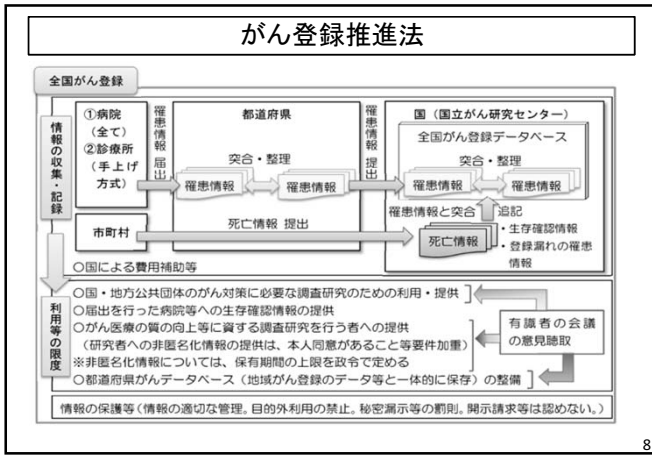 がん登録推進法
全国がん登録
情報の収集・記録
①病院
（全て）
②診療所
（手上げ
方式）
罹患情報 届出
都道府県
突合・整理
罹患情報
罹患情報
罹患情報 提出
国（国立がん研究センター）
全国がん登録データベース
突合・整理
罹患情報
罹患情報
罹患情報と突合
追記
市町村
死亡情報 提出
死亡情報
・生存確認情報
・登録漏れの罹患
情報
○国による費用補助等
利用等の限度
○国・地方公共団体のがん対策に必要な調査研究のための利用・提供
○届出を行った病院等への生存確認情報の提供
○がん医療の質の向上等に資する調査研究を行う者への提供
（研究者への非匿名化情報の提供は、本人同意があること等要件加重）
※非匿名化情報については、保有期間の上限を政令で定める
○都道府県がんデータベース（地域がん登録のデータ等と一体的に保存）の整備
有識者の会議
の意見聴取
情報の保護等（情報の適切な管理。目的外利用の禁止。秘密漏示等の罰則。開示請求等は認めない。）
8